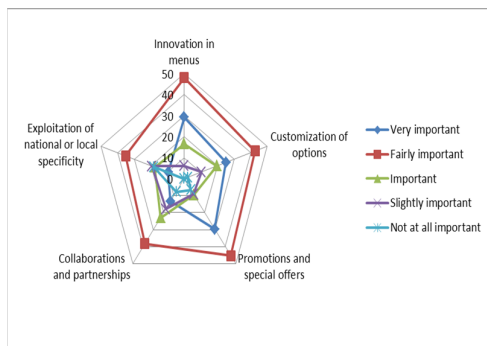 Innovation in
menus
50
40
30
20
10
0
Customization of
options
Promotions and
special offers
Collaborations
and partnerships
Exploitation of
national or local
specificity
Very important
Fairly important
Important
Slightly important
Not at all important